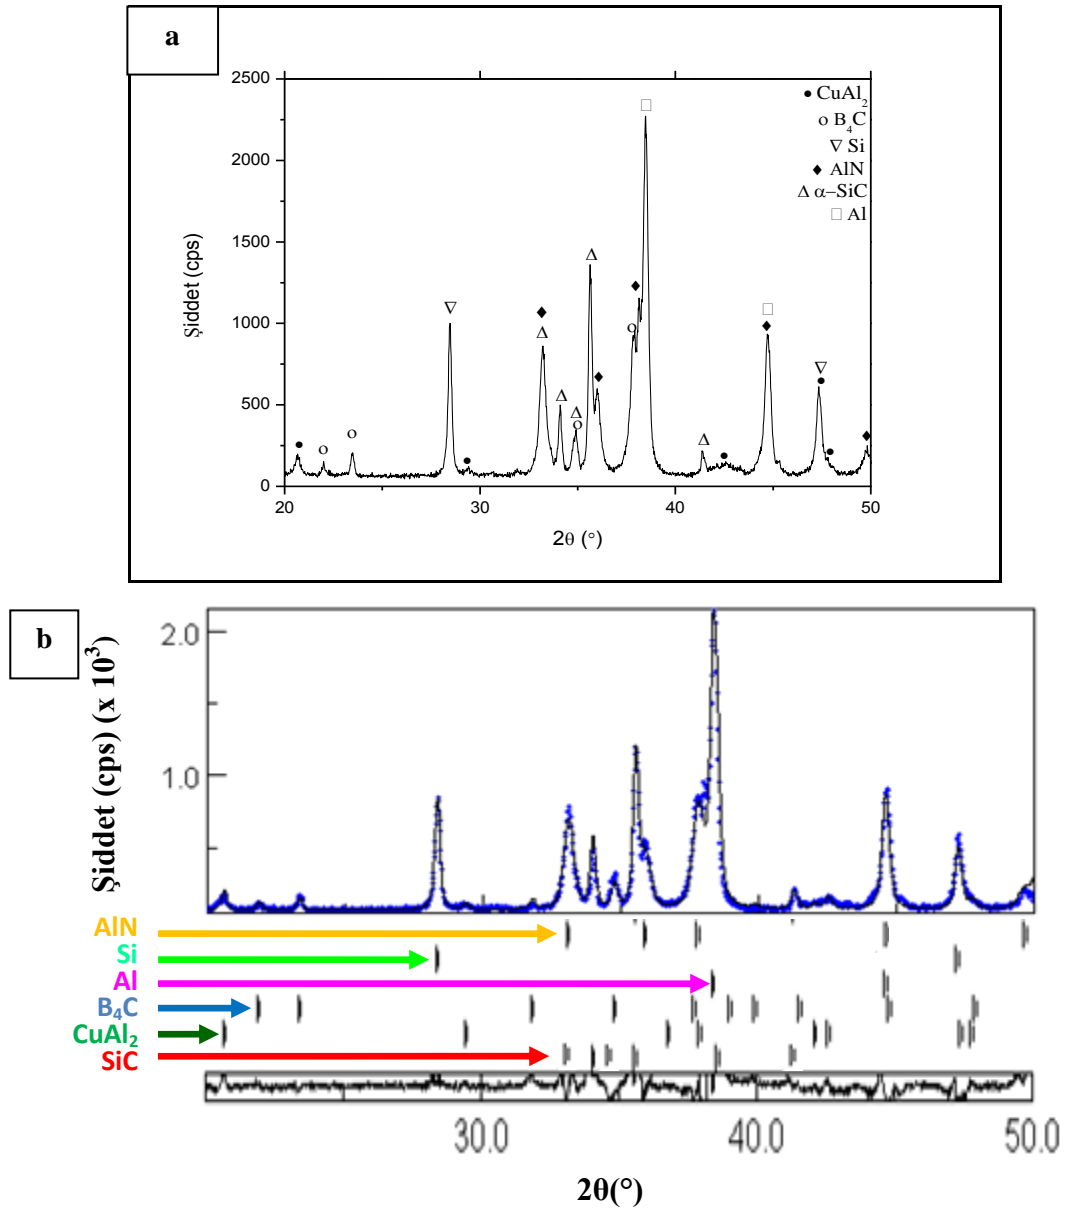 a
2500
2000
1500
1000
500
0
Şiddet (cps)
• CuAl₂
o B₄C
∇ Si
♦ AlN
Δ α–SiC
□ Al
20
30
40
50
2θ (°)
b
Şiddet (cps) (x 10³)
2.0
1.0
AlN
Si
Al
B₄C
CuAl₂
SiC
30.0
40.0
50.0
2θ(°)